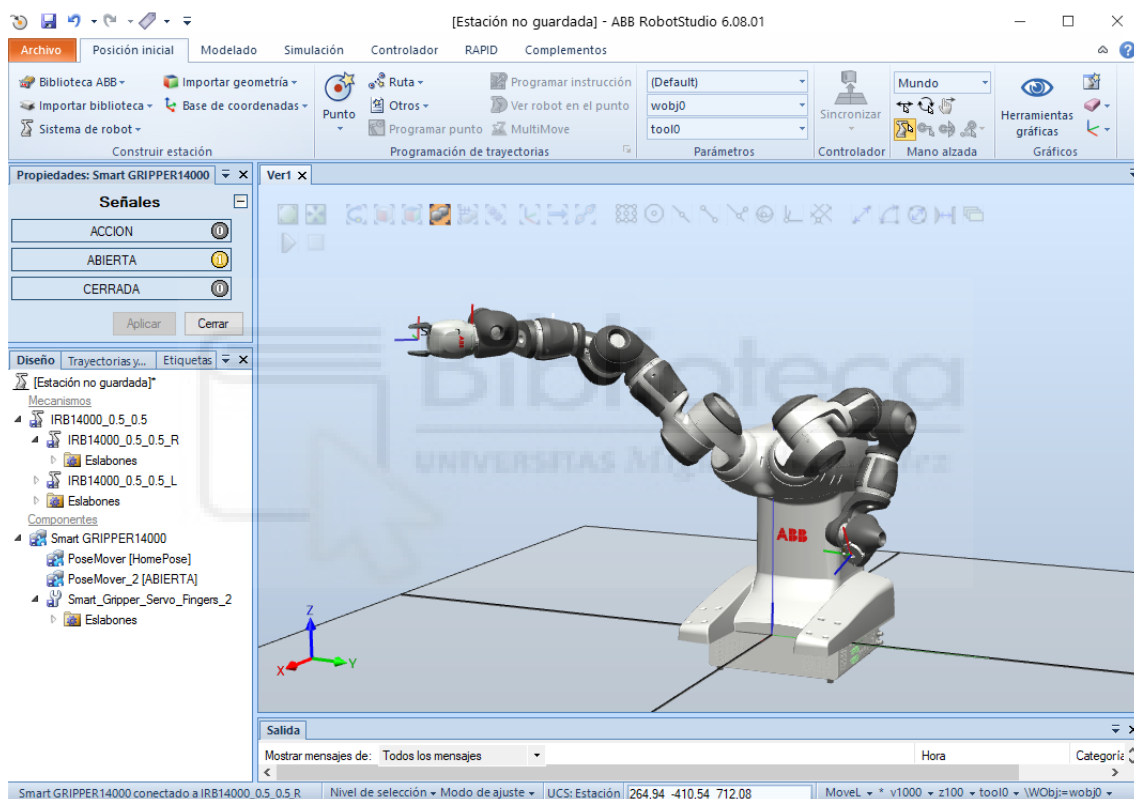 [Estación no guardada] - ABB RobotStudio 6.08.01
Archivo Posición inicial Modelado Simulación Controlador RAPID Complementos
Biblioteca ABB Importar geometría Ruta Programar instrucción (Default) Mundo
Importar biblioteca Base de coordenadas Punto Otros Ver robot en el punto wobj0 Sincronizar Herramientas gráficas
Sistema de robot Programar punto MultiMove tool0
Construir estación Programación de trayectorias Parámetros Controlador Mano alzada Gráficos
Propiedades: Smart GRIPPER14000
Ver1 X
Señales
ACCION 0
ABIERTA 1
CERRADA 0
Aplicar Cerrar
Diseño Trayectorias y... Etiquetas
[Estación no guardada]*
Mecanismos
IRB14000_0.5_0.5
IRB14000_0.5_0.5_R
Eslabones
IRB14000_0.5_0.5_L
Eslabones
Componentes
Smart GRIPPER14000
PoseMover [HomePose]
PoseMover_2 [ABIERTA]
Smart_Gripper_Servo_Fingers_2
Eslabones
Biblioteca
UNIVERSITAS Miguel Hernández
ABB
Z
X
Y
Salida
Mostrar mensajes de: Todos los mensajes Hora Categoría
Smart GRIPPER14000 conectado a IRB14000_0.5_0.5_R Nivel de selección Modo de ajuste UCS: Estación 264.94 -410.54 712.08 MoveL * v1000 z100 tool0 \WObj:=wobj0